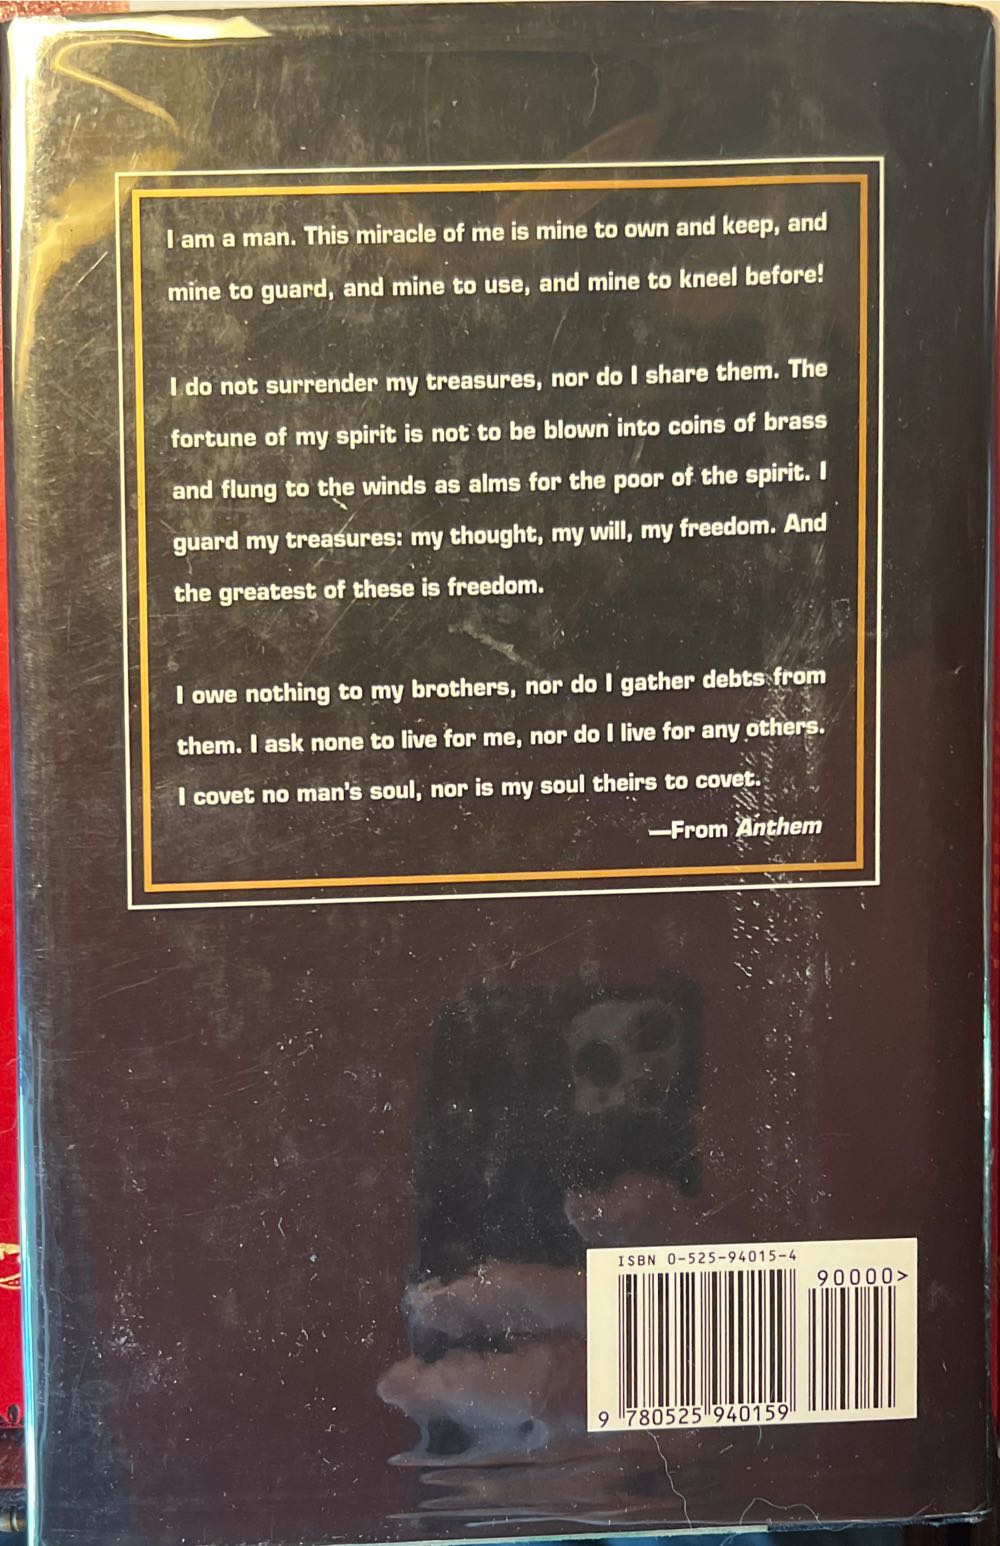 I am a man. This miracle of me is mine to own and keep, and
mine to guard, and mine to use, and mine to kneel before!
I do not surrender my treasures, nor do I share them. The
fortune of my spirit is not to be blown into coins of brass
and flung to the winds as alms for the poor of the spirit. I
guard my treasures: my thought, my will, my freedom. And
the greatest of these is freedom.
I owe nothing to my brothers, nor do I gather debts from
them. I ask none to live for me, nor do I live for any others.
I covet no man's soul, nor is my soul theirs to covet.
—From Anthem
ISBN 0-525-94015-4
90000>
9 780525 940159